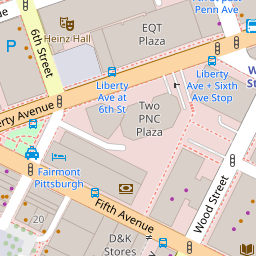 Penn Ave
6th Street
Heinz Hall
EQT
Plaza
P
Liberty
Ave at
6th St
Liberty
Ave + Sixth
Ave Stop
Two
PNC
Plaza
erty Avenue
Fairmont
Pittsburgh
Fifth Avenue
Wood Street
20
D&K
Stores